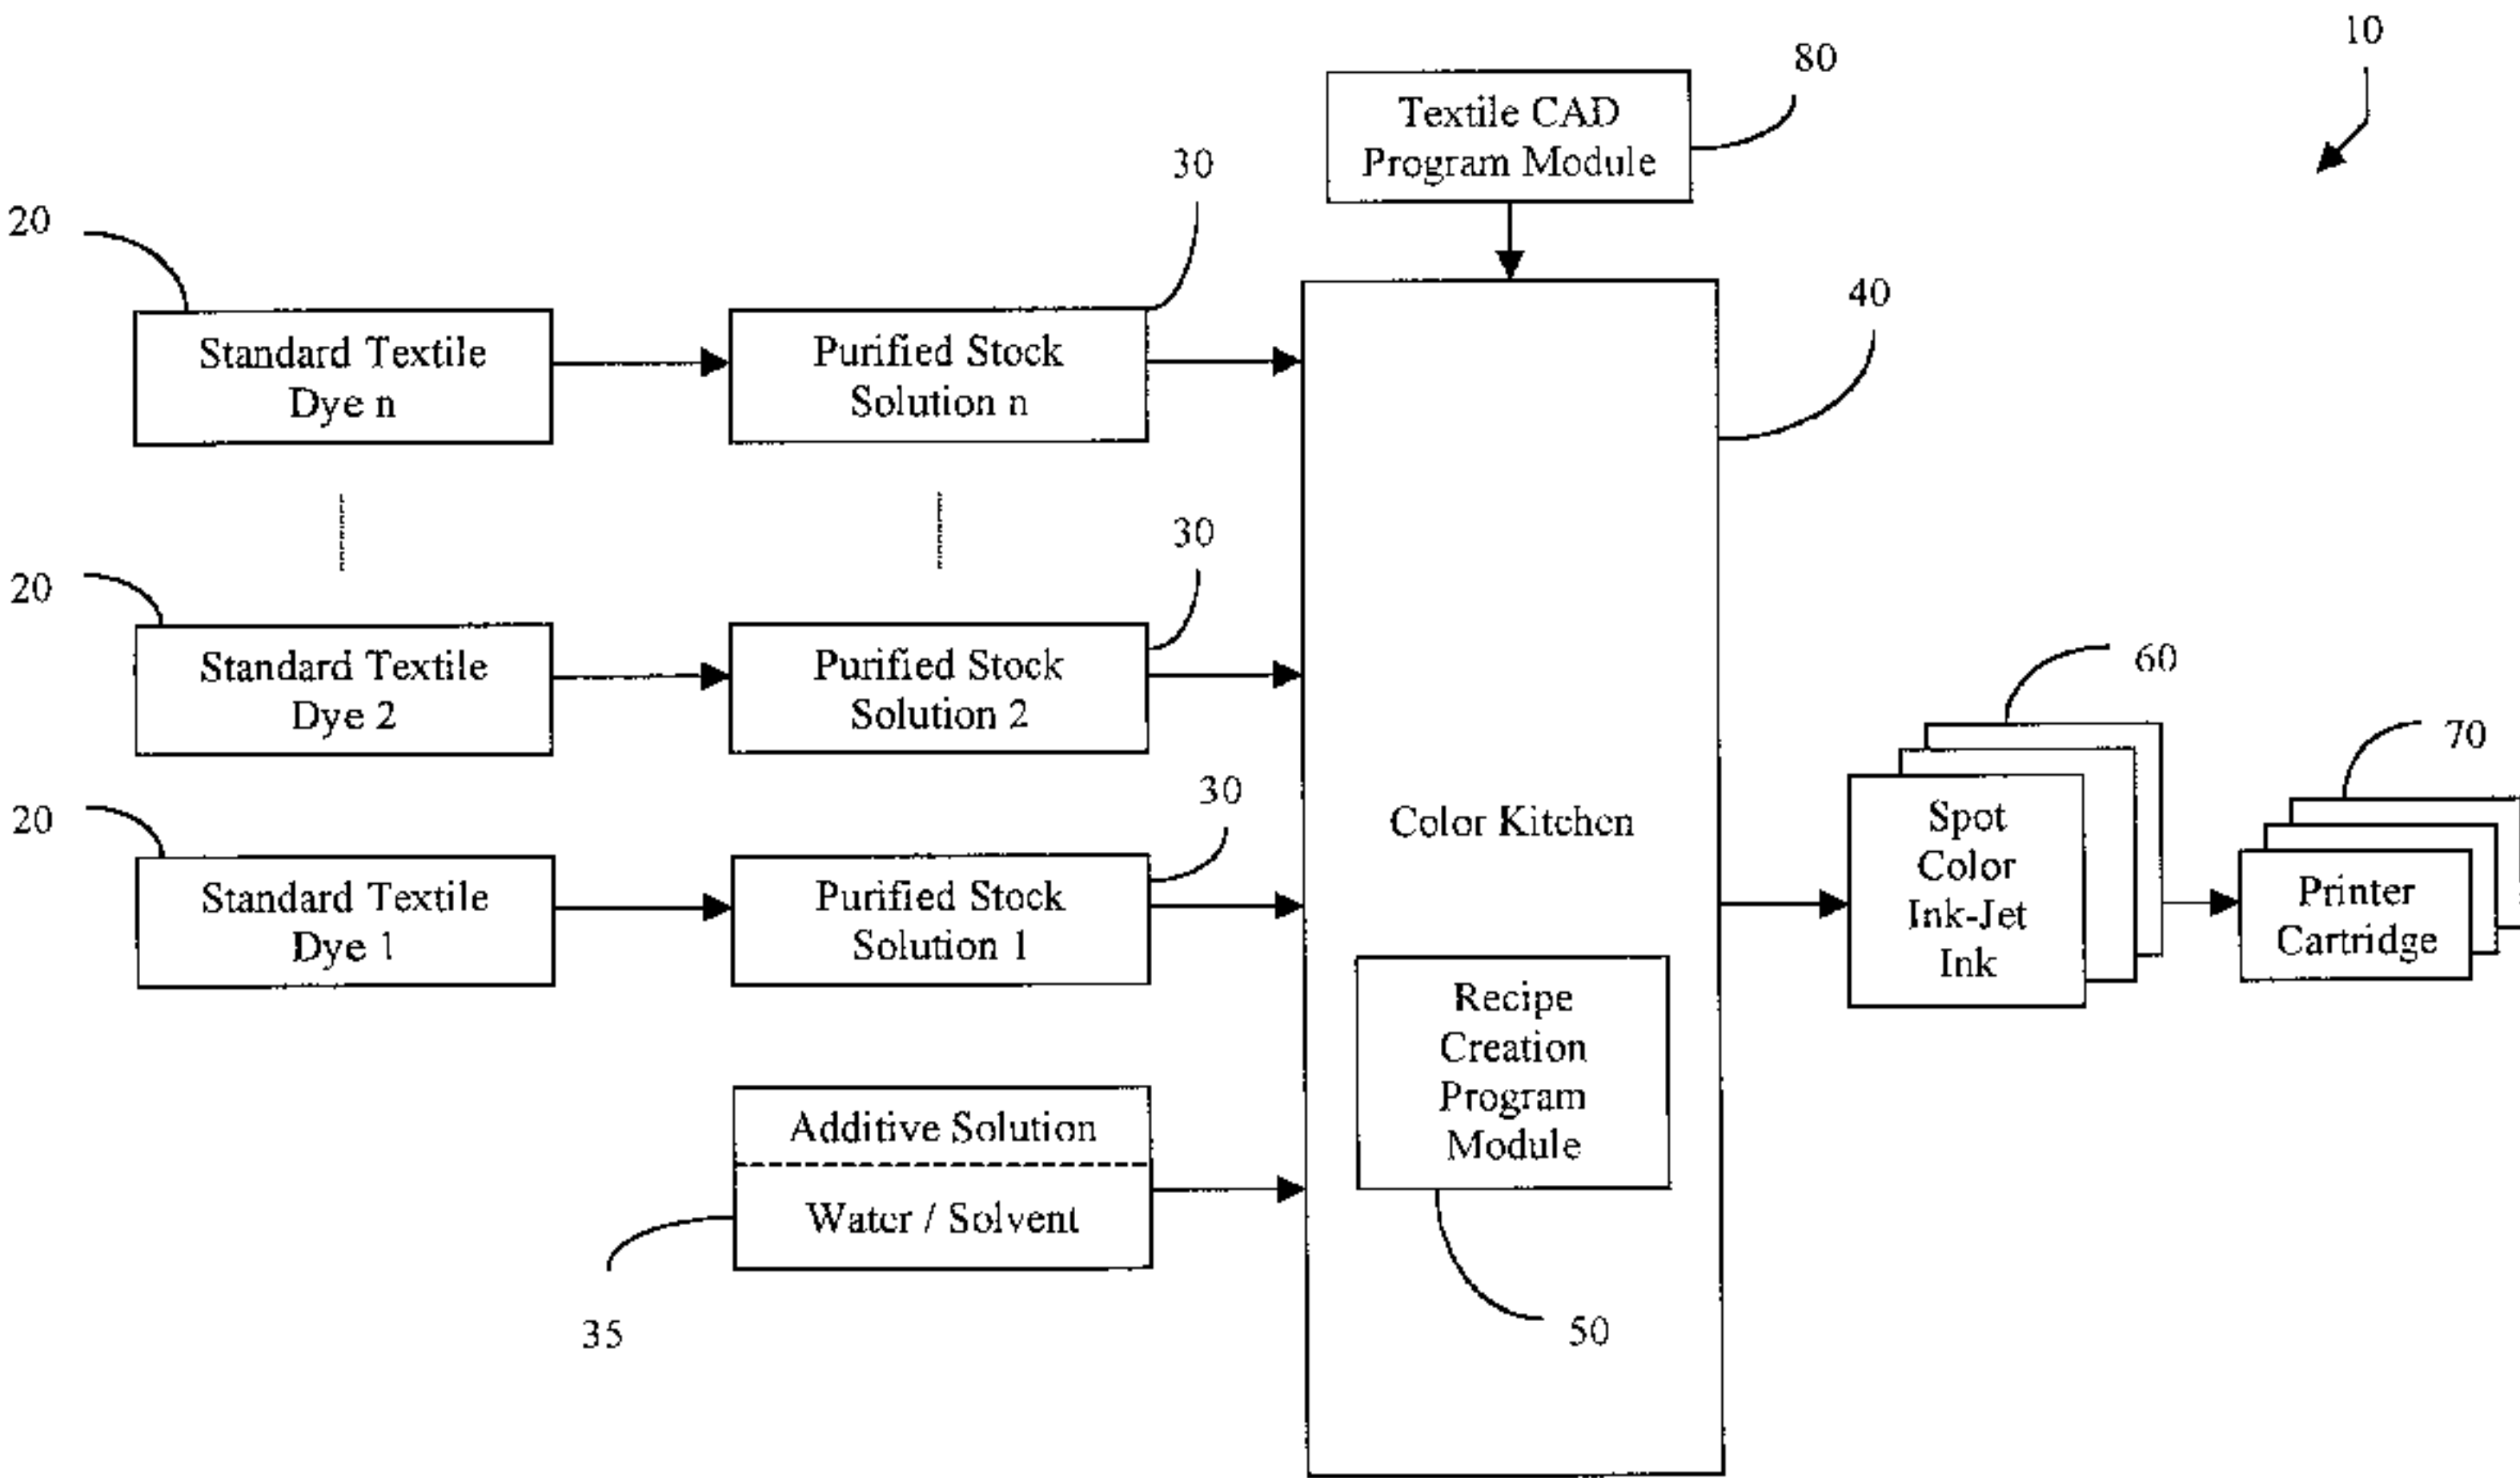 10
80
Textile CAD
Program Module
30
20
40
Standard Textile
Dye n
Purified Stock
Solution n
30
20
Standard Textile
Dye 2
Purified Stock
Solution 2
60
70
30
20
Standard Textile
Dye 1
Purified Stock
Solution 1
Color Kitchen
Spot
Color
Ink-Jet
Ink
Printer
Cartridge
Recipe
Creation
Program
Module
Additive Solution
Water / Solvent
35
50